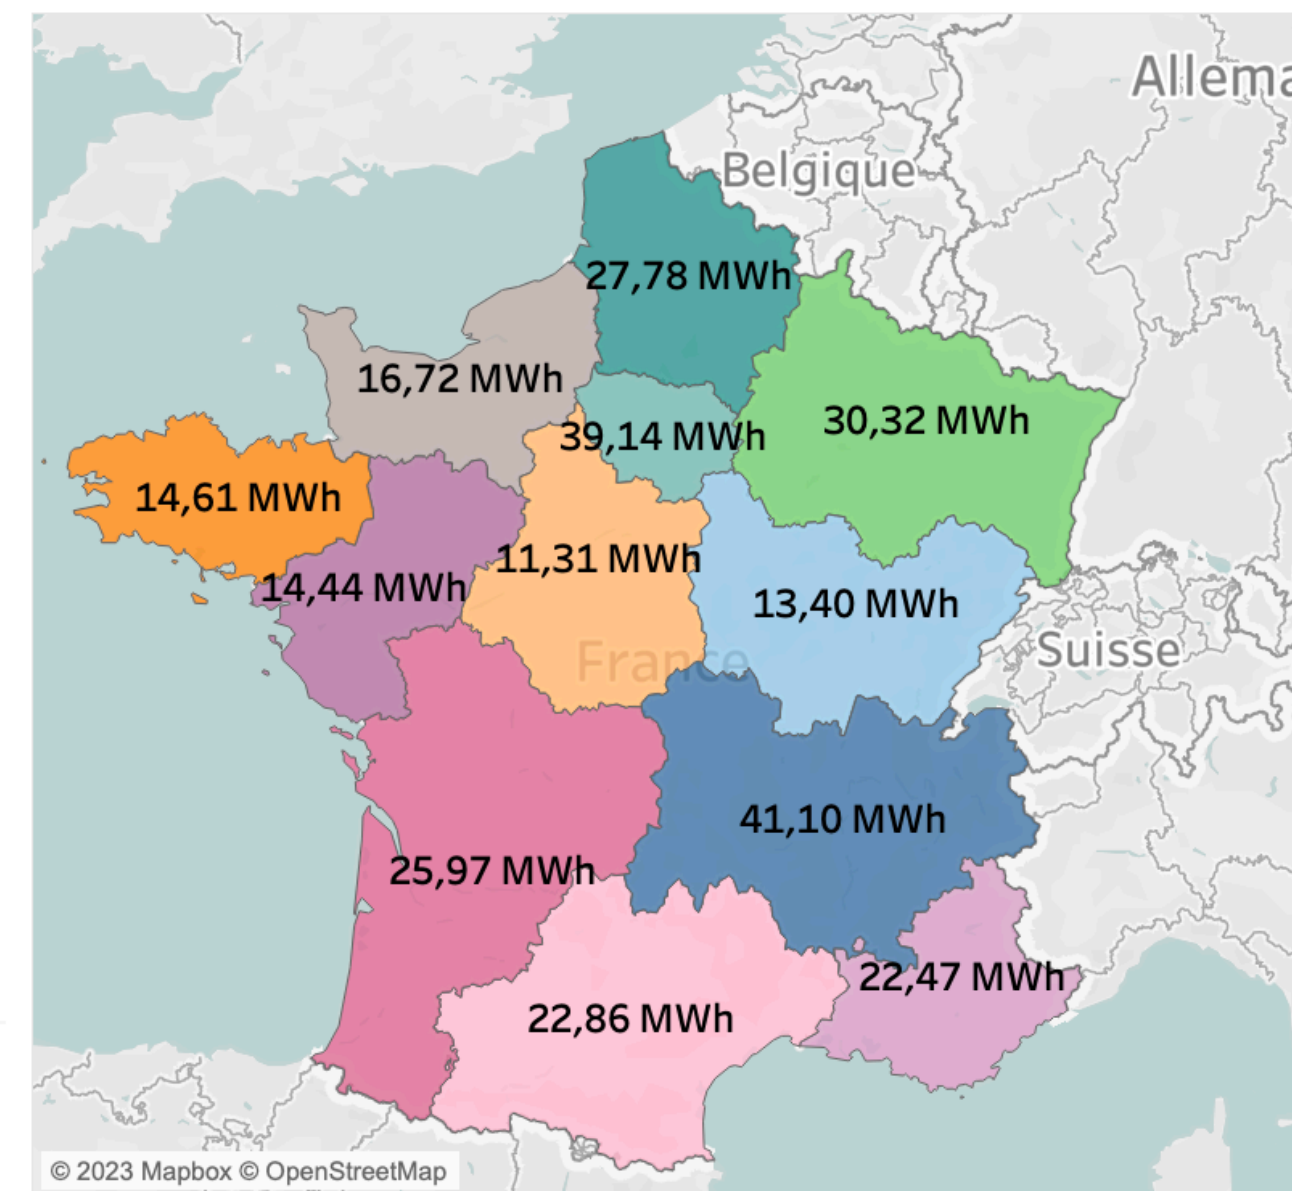 Allema
Belgique
27,78 MWh
16,72 MWh
39,14 MWh
30,32 MWh
14,61 MWh
11,31 MWh
14,44 MWh
13,40 MWh
France
Suisse
41,10 MWh
25,97 MWh
22,47 MWh
22,86 MWh
© 2023 Mapbox © OpenStreetMap